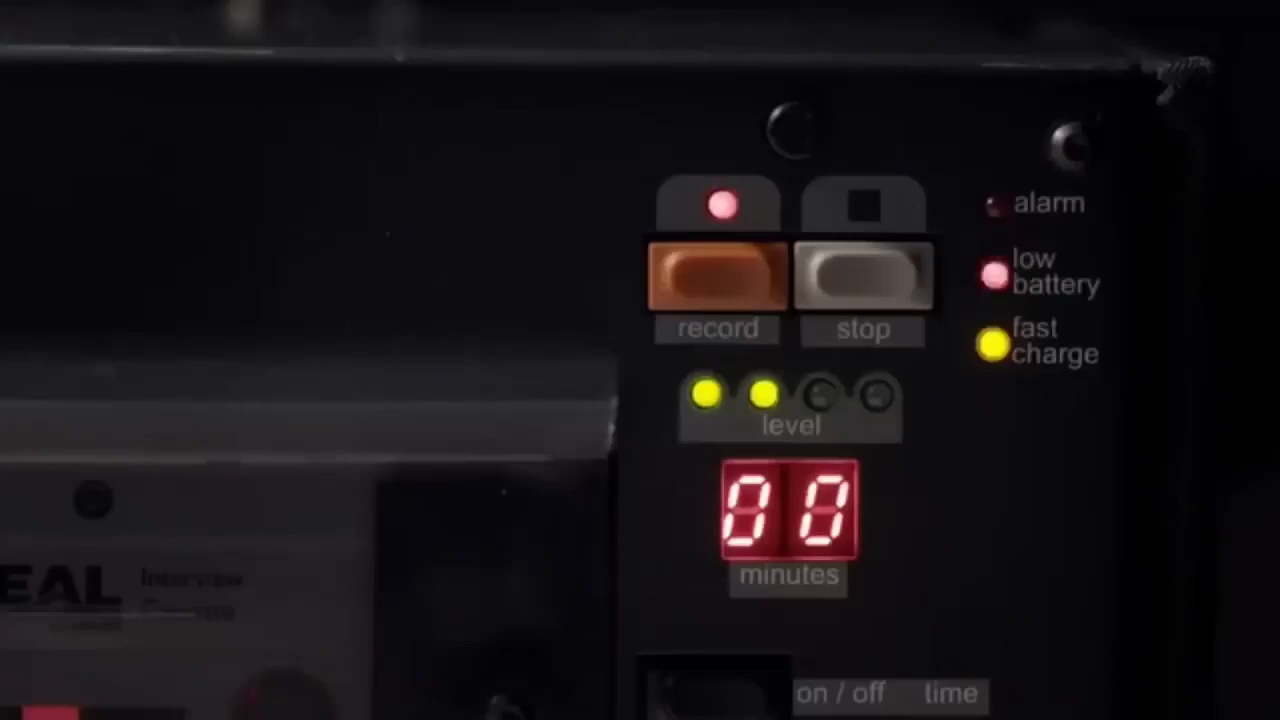 alarm
low
battery
record
stop
fast
charge
level
00
minutes
EAL
Interview
on / off
time